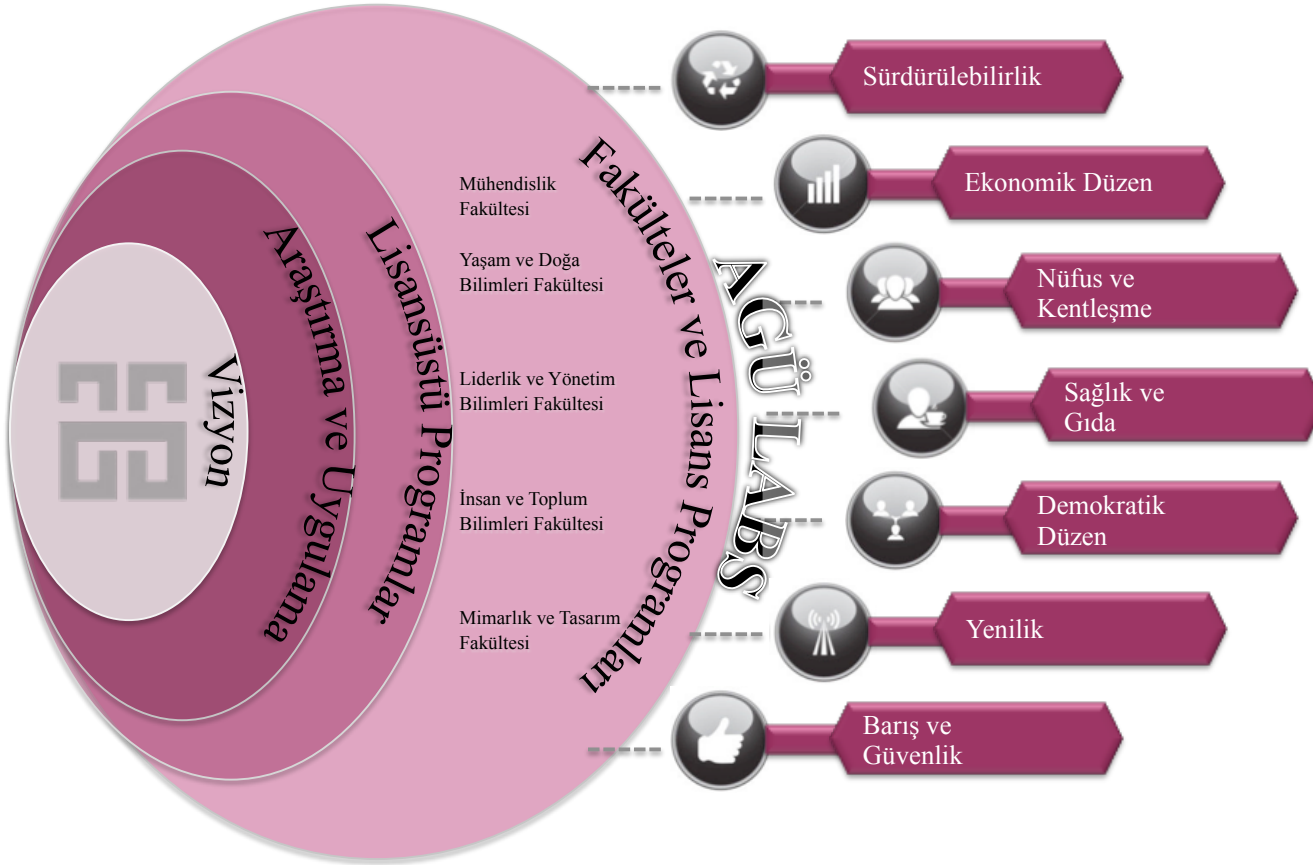 Vizyon
Araştırma ve Uygulama
Lisansüstü Programlar
Mühendislik
Fakültesi
Yaşam ve Doğa
Bilimleri Fakültesi
Liderlik ve Yönetim
Bilimleri Fakültesi
İnsan ve Toplum
Bilimleri Fakültesi
Mimarlık ve Tasarım
Fakültesi
Fakülteler ve Lisans Programları
AGÜ LABS
Sürdürülebilirlik
Ekonomik Düzen
Nüfus ve
Kentleşme
Sağlık ve
Gıda
Demokratik
Düzen
Yenilik
Barış ve
Güvenlik